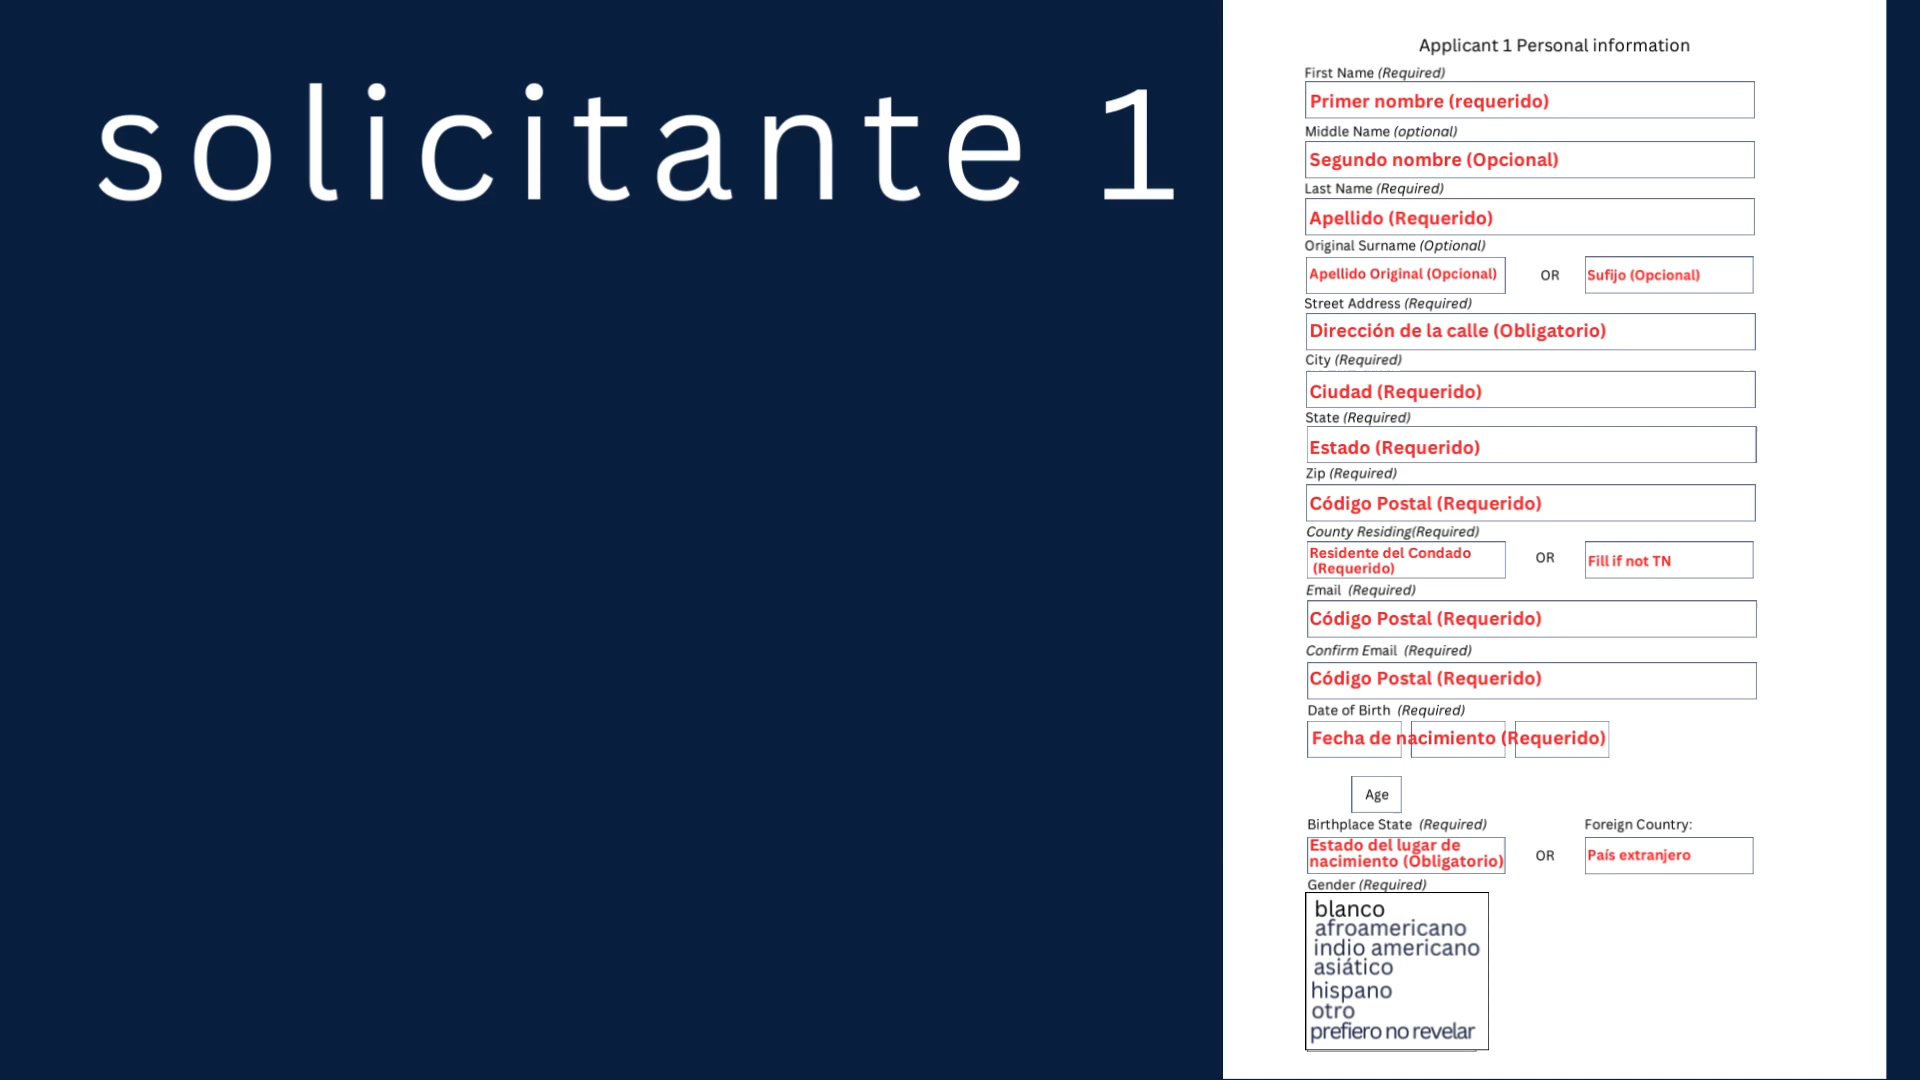 solicitante 1
Applicant 1 Personal information
First Name (Required)
Primer nombre (requerido)
Middle Name (optional)
Segundo nombre (Opcional)
Last Name (Required)
Apellido (Requerido)
Original Surname (Optional)
Apellido Original (Opcional) OR Sufijo (Opcional)
Street Address (Required)
Dirección de la calle (Obligatorio)
City (Required)
Ciudad (Requerido)
State (Required)
Estado (Requerido)
Zip (Required)
Código Postal (Requerido)
County Residing(Required)
Residente del Condado
(Requerido) OR Fill if not TN
Email (Required)
Código Postal (Requerido)
Confirm Email (Required)
Código Postal (Requerido)
Date of Birth (Required)
Fecha de nacimiento (Requerido)
Age
Birthplace State (Required) Foreign Country:
Estado del lugar de
nacimiento (Obligatorio) OR País extranjero
Gender (Required)
blanco
afroamericano
indio americano
asiático
hispano
otro
prefiero no revelar